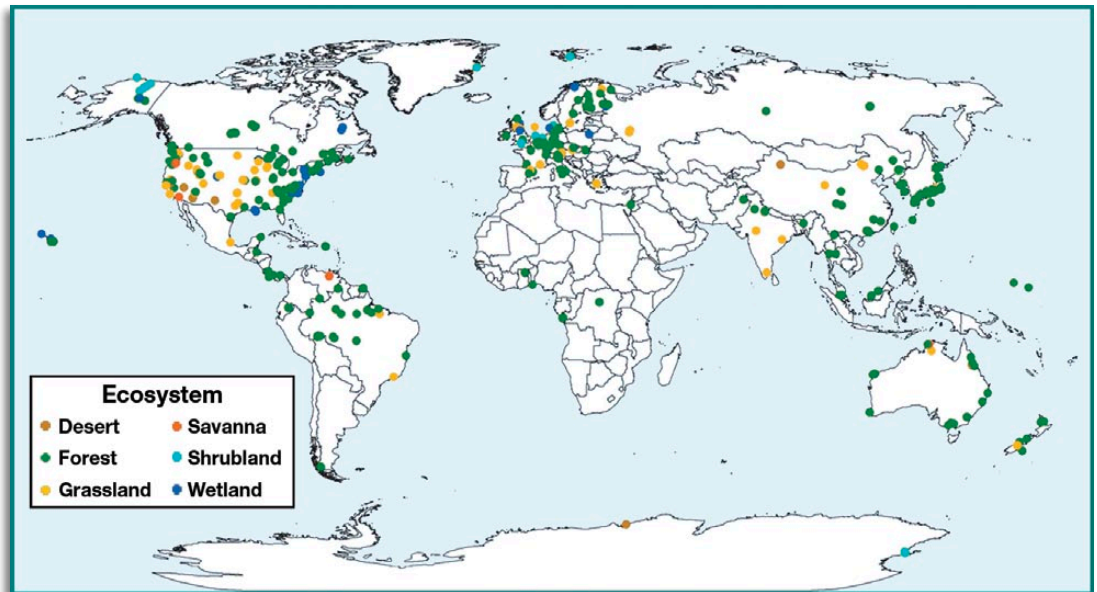 Ecosystem
Desert
Savanna
Forest
Shrubland
Grassland
Wetland